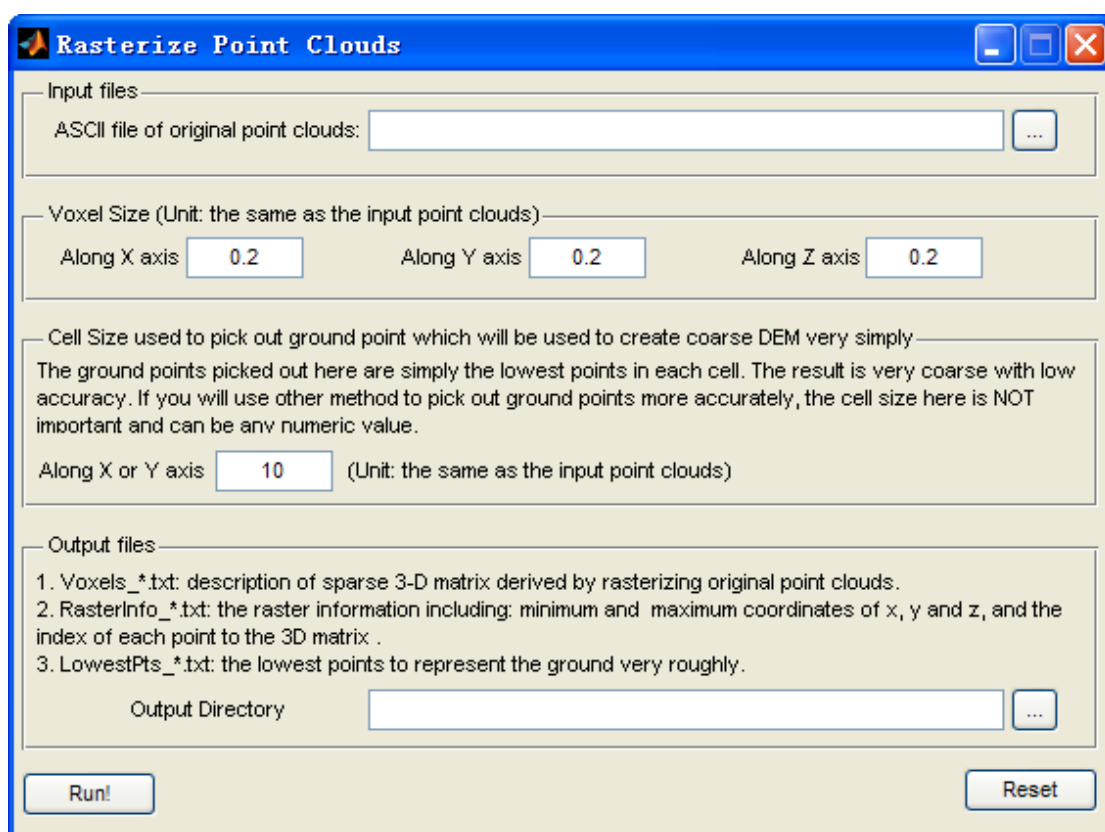 Rasterize Point Clouds
Input files
ASCII file of original point clouds:
...
Voxel Size (Unit: the same as the input point clouds)
Along X axis 0.2 Along Y axis 0.2 Along Z axis 0.2
Cell Size used to pick out ground point which will be used to create coarse DEM very simply
The ground points picked out here are simply the lowest points in each cell. The result is very coarse with low
accuracy. If you will use other method to pick out ground points more accurately, the cell size here is NOT
important and can be any numeric value.
Along X or Y axis 10 (Unit: the same as the input point clouds)
Output files
1. Voxels_*.txt: description of sparse 3-D matrix derived by rasterizing original point clouds.
2. RasterInfo_*.txt: the raster information including: minimum and maximum coordinates of x, y and z, and the
index of each point to the 3D matrix .
3. LowestPts_*.txt: the lowest points to represent the ground very roughly.
Output Directory ...
Run! Reset